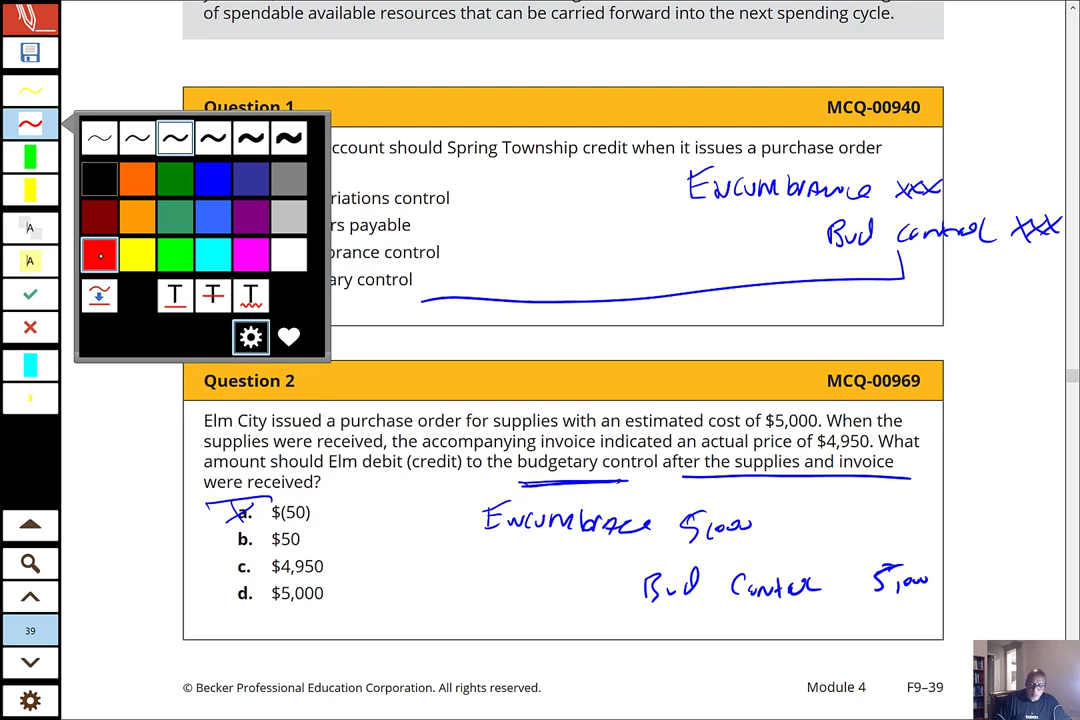 of spendable available resources that can be carried forward into the next spending cycle.
Question 1 MCQ-00940
ccount should Spring Township credit when it issues a purchase order
riations control
rs payable
brance control
ary control
Encumbrance xxx
Bud control xxx
Question 2 MCQ-00969
Elm City issued a purchase order for supplies with an estimated cost of $5,000. When the
supplies were received, the accompanying invoice indicated an actual price of $4,950. What
amount should Elm debit (credit) to the budgetary control after the supplies and invoice
were received?
a. $(50)
b. $50
c. $4,950
d. $5,000
Encumbrace 5,000
Bud Control 5,000
39
© Becker Professional Education Corporation. All rights reserved. Module 4 F9–39